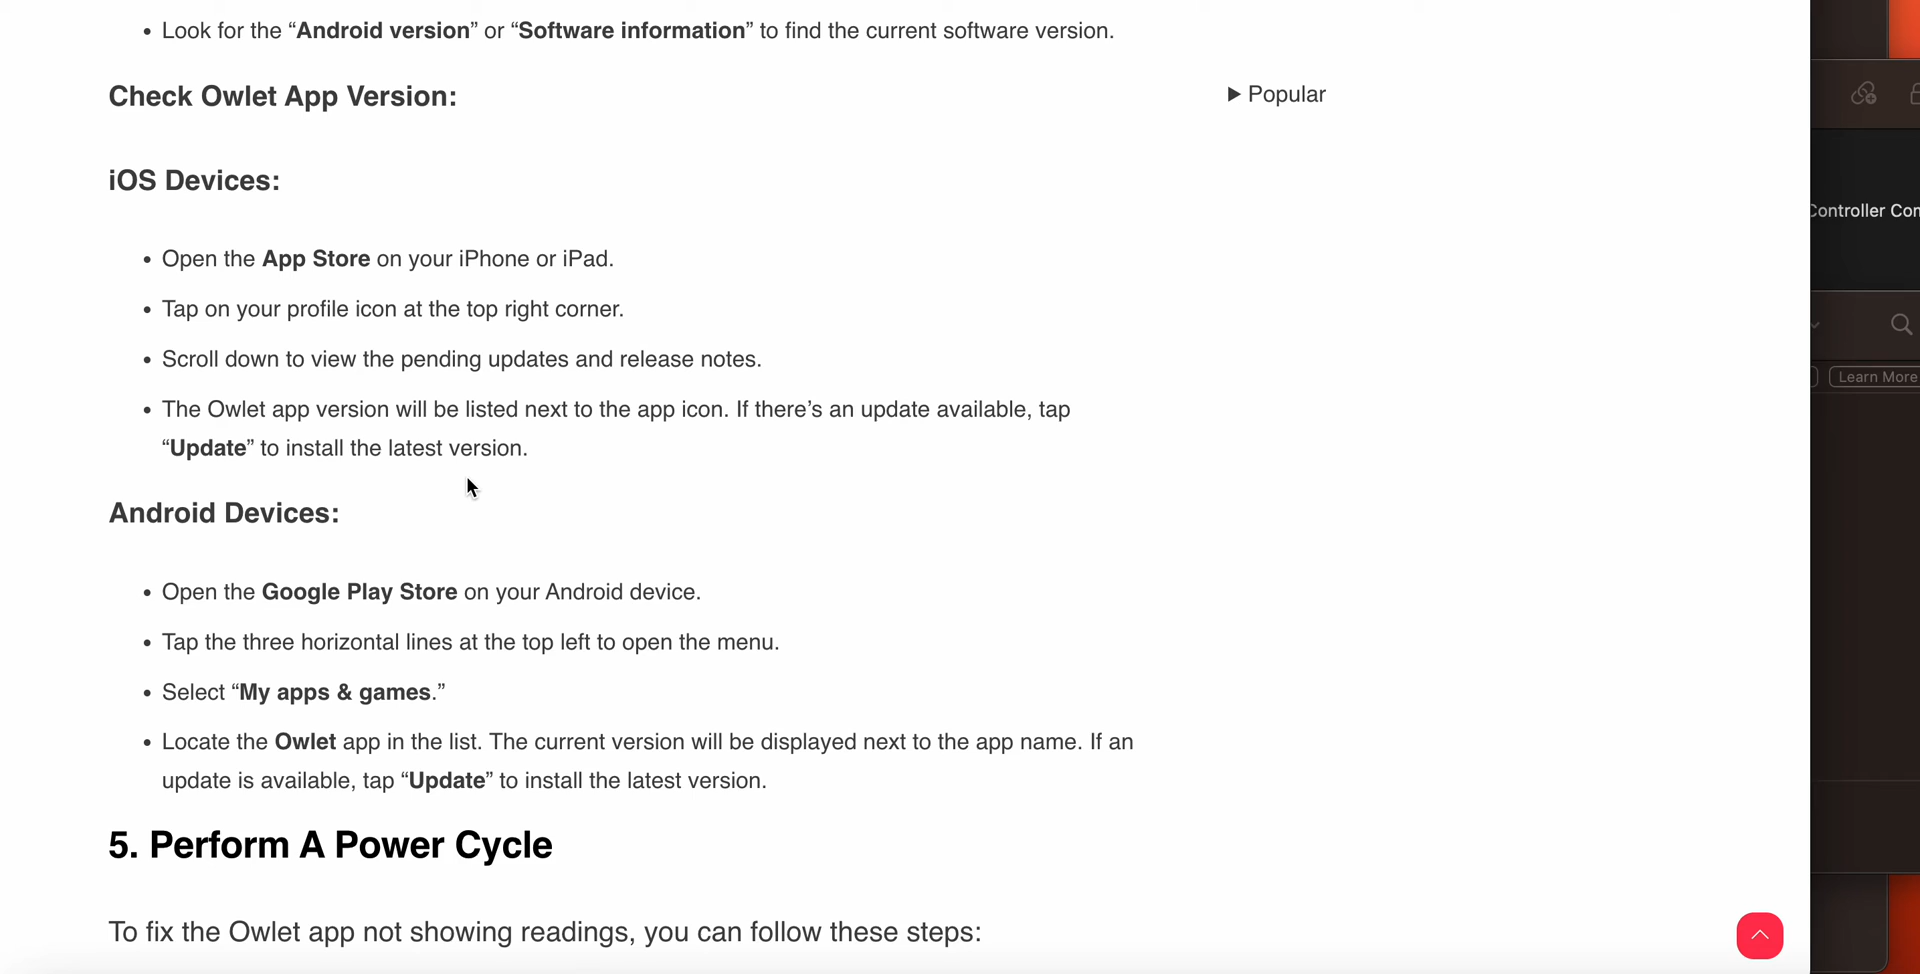 • Look for the “Android version” or “Software information” to find the current software version.
Check Owlet App Version:
▶ Popular
iOS Devices:
Controller Con
• Open the App Store on your iPhone or iPad.
• Tap on your profile icon at the top right corner.
• Scroll down to view the pending updates and release notes.
Learn More
• The Owlet app version will be listed next to the app icon. If there’s an update available, tap
“Update” to install the latest version.
Android Devices:
• Open the Google Play Store on your Android device.
• Tap the three horizontal lines at the top left to open the menu.
• Select “My apps & games.”
• Locate the Owlet app in the list. The current version will be displayed next to the app name. If an
update is available, tap “Update” to install the latest version.
5. Perform A Power Cycle
To fix the Owlet app not showing readings, you can follow these steps: